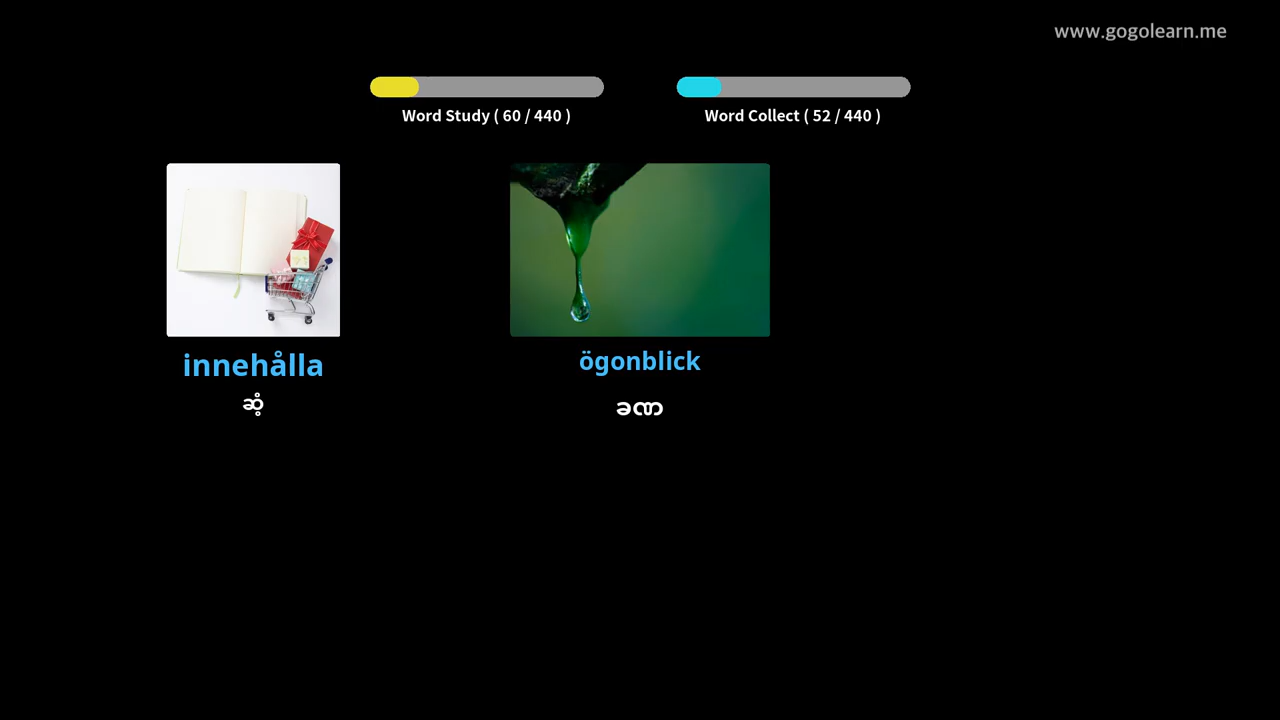 www.gogolearn.me
Word Study ( 60 / 440 )
Word Collect ( 52 / 440 )
innehålla
ဆံ့
ögonblick
ခဏ